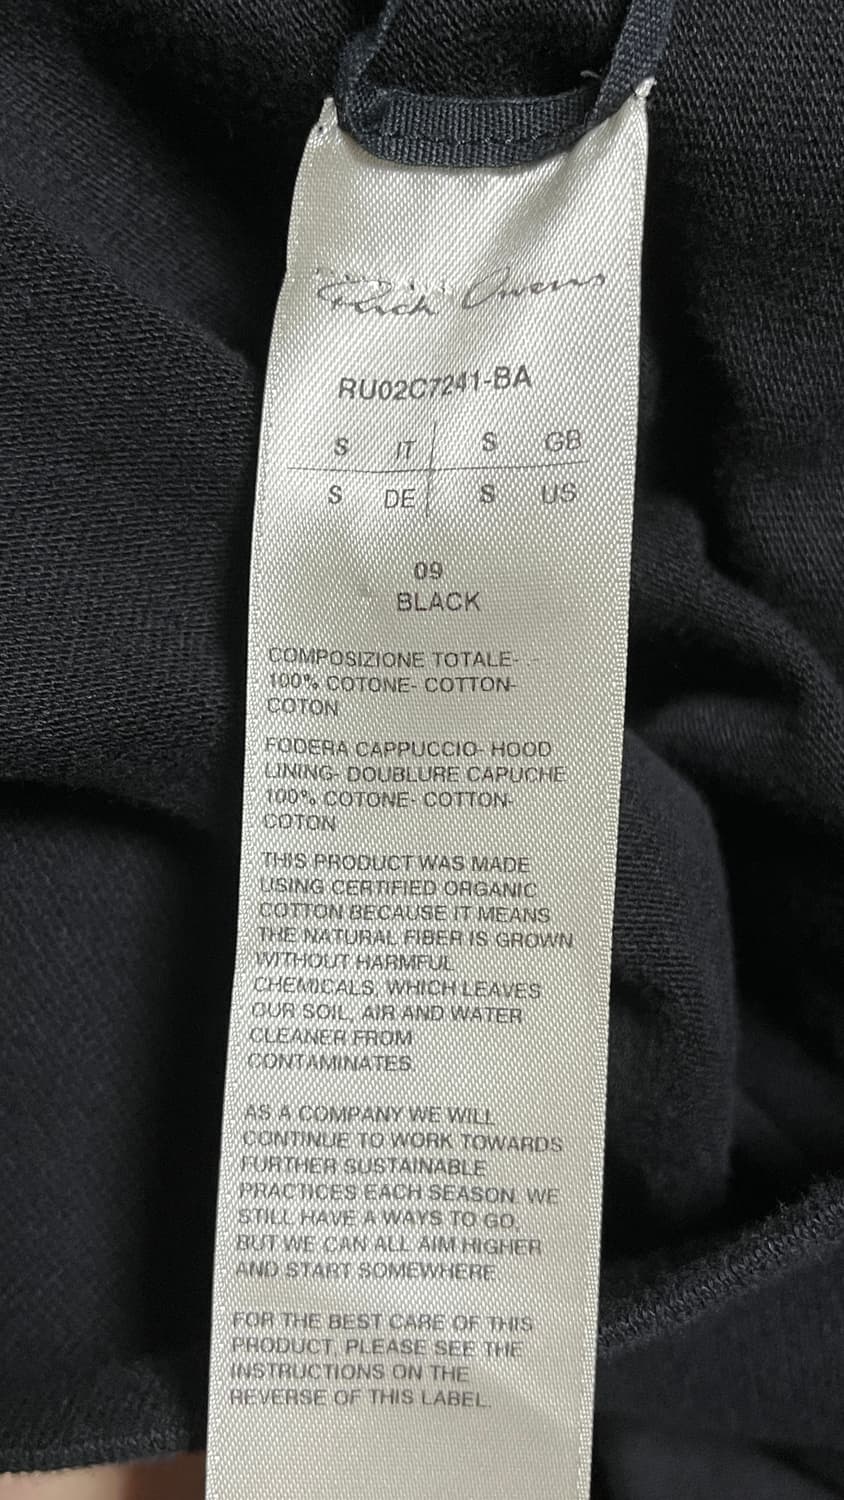 Rick Owens
RU02C7241-BA
S IT S GB
S DE S US
09
BLACK
COMPOSIZIONE TOTALE-
100% COTONE- COTTON-
COTON
FODERA CAPPUCCIO- HOOD
LINING- DOUBLURE CAPUCHE
100% COTONE- COTTON-
COTON
THIS PRODUCT WAS MADE
USING CERTIFIED ORGANIC
COTTON BECAUSE IT MEANS
THE NATURAL FIBER IS GROWN
WITHOUT HARMFUL
CHEMICALS, WHICH LEAVES
OUR SOIL, AIR AND WATER
CLEANER FROM
CONTAMINATES.
AS A COMPANY WE WILL
CONTINUE TO WORK TOWARDS
FURTHER SUSTAINABLE
PRACTICES EACH SEASON. WE
STILL HAVE A WAYS TO GO,
BUT WE CAN ALL AIM HIGHER
AND START SOMEWHERE.
FOR THE BEST CARE OF THIS
PRODUCT, PLEASE SEE THE
INSTRUCTIONS ON THE
REVERSE OF THIS LABEL.